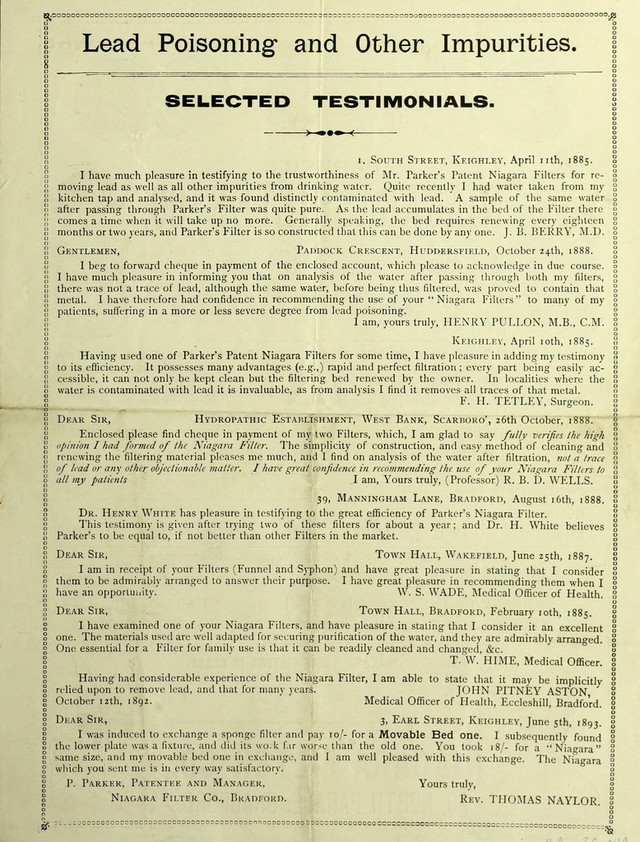 Lead Poisoning and Other Impurities.
SELECTED TESTIMONIALS.
1, South Street, Keighley, April 11th, 1885.
I have much pleasure in testifying to the trustworthiness of Mr. Parker's Patent Niagara Filters for re-
moving lead as well as all other impurities from drinking water. Quite recently I had water taken from my
kitchen tap and analysed, and it was found distinctly contaminated with lead. A sample of the same water
after passing through Parker's Filter was quite pure. As the lead accumulates in the bed of the Filter there
comes a time when it will take up no more. Generally speaking, the bed requires renewing every eighteen
months or two years, and Parker's Filter is so constructed that this can be done by any one. J. B. BERRY, M.D.
Gentlemen, Paddock Crescent, Huddersfield, October 24th, 1888.
I beg to forward cheque in payment of the enclosed account, which please to acknowledge in due course.
I have much pleasure in informing you that on analysis of the water after passing through both my filters,
there was not a trace of lead, although the same water, before being thus filtered, was proved to contain that
metal. I have therefore had confidence in recommending the use of your "Niagara Filters" to many of my
patients, suffering in a more or less severe degree from lead poisoning.
I am, yours truly, HENRY PULLON, M.B., C.M.
Keighley, April 10th, 1885.
Having used one of Parker's Patent Niagara Filters for some time, I have pleasure in adding my testimony
to its efficiency. It possesses many advantages (e.g.,) rapid and perfect filtration; every part being easily ac-
cessible, it can not only be kept clean but the filtering bed renewed by the owner. In localities where the
water is contaminated with lead it is invaluable, as from analysis I find it removes all traces of that metal.
F. H. TETLEY, Surgeon.
Dear Sir, Hydropathic Establishment, West Bank, Scarboro', 26th October, 1888.
Enclosed please find cheque in payment of my two Filters, which, I am glad to say fully verifies the high
opinion I had formed of the Niagara Filter. The simplicity of construction, and easy method of cleaning and
renewing the filtering material pleases me much, and I find on analysis of the water after filtration, not a trace
of lead or any other objectionable matter. I have great confidence in recommending the use of your Niagara Filters to
all my patients I am, Yours truly, (Professor) R. B. D. WELLS.
39, Manningham Lane, Bradford, August 16th, 1888.
Dr. Henry White has pleasure in testifying to the great efficiency of Parker's Niagara Filter.
This testimony is given after trying two of these filters for about a year; and Dr. H. White believes
Parker's to be equal to, if not better than other Filters in the market.
Dear Sir, Town Hall, Wakefield, June 25th, 1887.
I am in receipt of your Filters (Funnel and Syphon) and have great pleasure in stating that I consider
them to be admirably arranged to answer their purpose. I have great pleasure in recommending them when I
have an opportunity. W. S. WADE, Medical Officer of Health.
Dear Sir, Town Hall, Bradford, February 10th, 1885.
I have examined one of your Niagara Filters, and have pleasure in stating that I consider it an excellent
one. The materials used are well adapted for securing purification of the water, and they are admirably arranged.
One essential for a Filter for family use is that it can be readily cleaned and changed, &c.
T. W. HIME, Medical Officer.
Having had considerable experience of the Niagara Filter, I am able to state that it may be implicitly
relied upon to remove lead, and that for many years. JOHN PITNEY ASTON,
October 12th, 1892. Medical Officer of Health, Eccleshill, Bradford.
Dear Sir, 3, Earl Street, Keighley, June 5th, 1893.
I was induced to exchange a sponge filter and pay 10/- for a Movable Bed one. I subsequently found
the lower plate was a fixture, and did its work far worse than the old one. You took 18/- for a "Niagara"
same size, and my movable bed one in exchange, and I am well pleased with this exchange. The Niagara
which you sent me is in every way satisfactory.
P. Parker, Patentee and Manager, Yours truly,
Niagara Filter Co., Bradford. Rev. THOMAS NAYLOR.